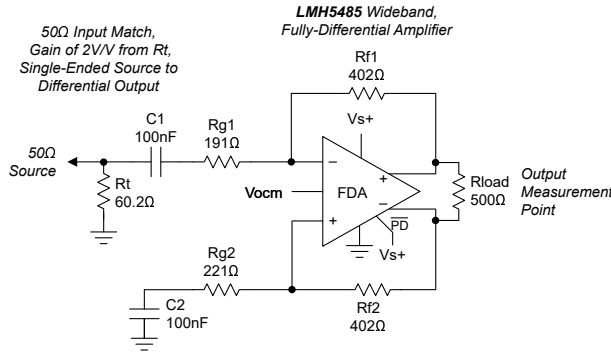 LMH5485 Wideband,
Fully-Differential Amplifier
50Ω Input Match,
Gain of 2V/V from Rt,
Single-Ended Source to
Differential Output
Rf1
402Ω
C1
100nF
Rg1
191Ω
Vs+
50Ω
Source
Rt
60.2Ω
−
+
Vocm
FDA
+
−
PD
Vs+
Rload
500Ω
Output
Measurement
Point
Rg2
221Ω
C2
100nF
Rf2
402Ω